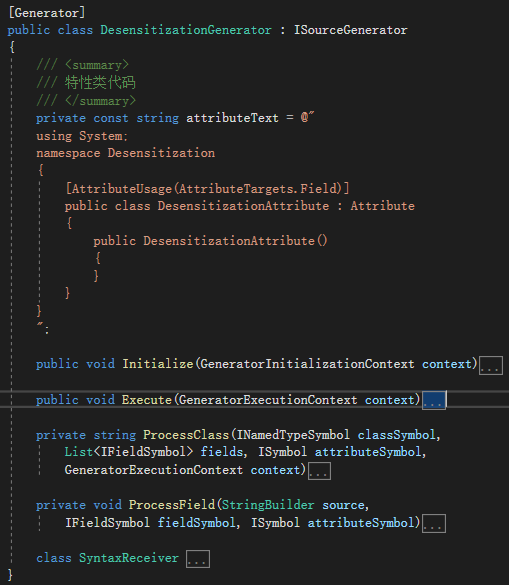 [Generator]
public class DesensitizationGenerator : ISourceGenerator
{
/// <summary>
/// 特性类代码
/// </summary>
private const string attributeText = @"
using System;
namespace Desensitization
{
[AttributeUsage(AttributeTargets.Field)]
public class DesensitizationAttribute : Attribute
{
public DesensitizationAttribute()
{
}
}
}
";
public void Initialize(GeneratorInitializationContext context)...
public void Execute(GeneratorExecutionContext context)...
private string ProcessClass(INamedTypeSymbol classSymbol,
List<IFieldSymbol> fields, ISymbol attributeSymbol,
GeneratorExecutionContext context)...
private void ProcessField(StringBuilder source,
IFieldSymbol fieldSymbol, ISymbol attributeSymbol)...
class SyntaxReceiver ...
}